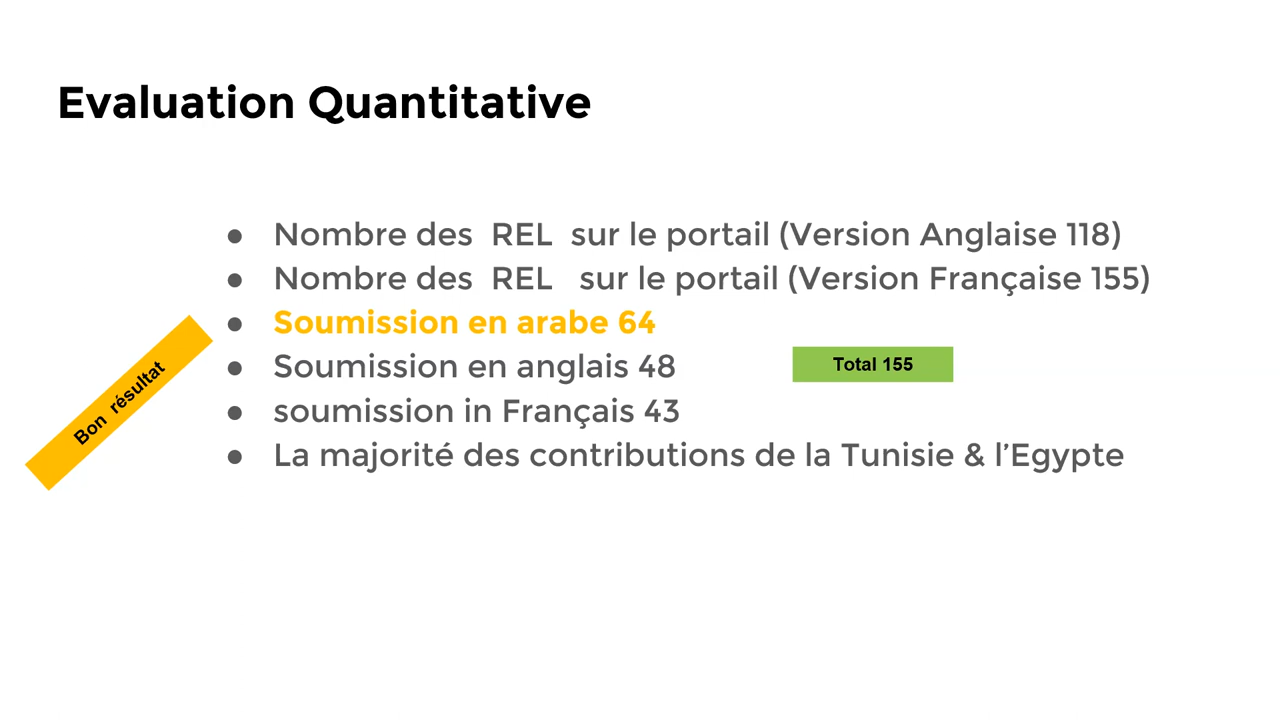 Evaluation Quantitative
● Nombre des REL sur le portail (Version Anglaise 118)
● Nombre des REL sur le portail (Version Française 155)
● Soumission en arabe 64
● Soumission en anglais 48
Total 155
● soumission in Français 43
● La majorité des contributions de la Tunisie & l'Egypte
Bon résultat